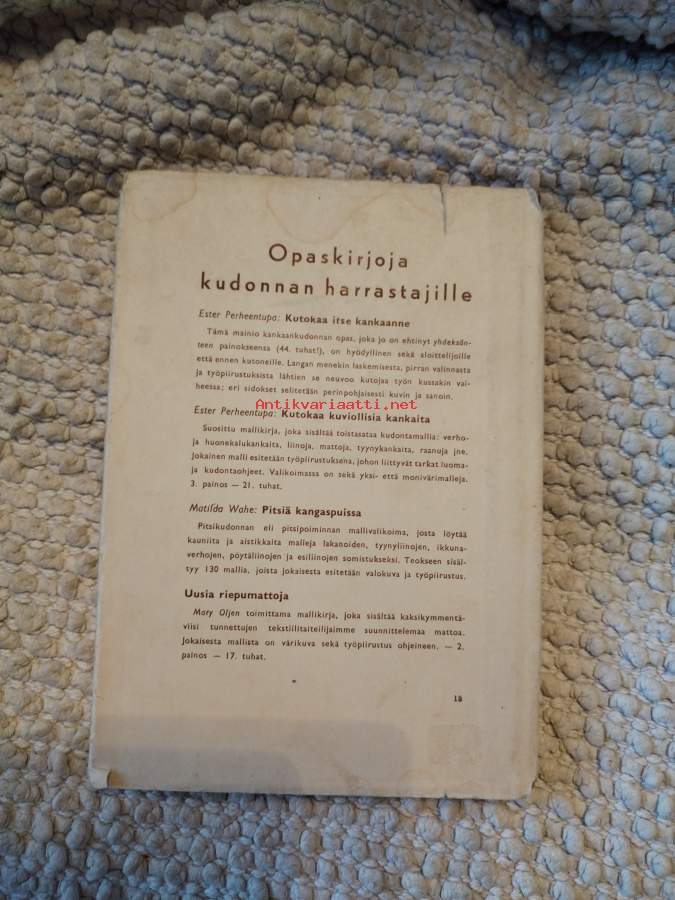 Opaskirjoja
kudonnan harrastajille
Ester Perheentupa: Kutokaa itse kankaanne
Tämä mainio kankaankudonnan opas, joka jo on ehtinyt yhdeksän-
teen painokseensa (44. tuhat!), on hyödyllinen sekä aloittelijoille
että ennen kutoneille. Langan menekin laskemisesta, pirran valinnasta
ja työpiirustuksista lähtien se neuvoo kutojaa työn kussakin vai-
heessa; eri sidokset selitetään perinpohjaisesti kuvin ja sanoin.
Antikvariaatti.net
Ester Perheentupa: Kutokaa kuviollisia kankaita
Suosittu mallikirja, joka sisältää toistasataa kudontamallia: verho-
ja huonekalukankaita, liinoja, mattoja, tyynykankaita, raanuja jne.
Jokainen malli esitetään työpiirustuksena, johon liittyvät tarkat luoma-
ja kudontaohjeet. Valikoimassa on sekä yksi- että monivärimalleja.
3. painos — 21. tuhat.
Matilda Wahe: Pitsiä kangaspuissa
Pitsikudonnan eli pitsipoiminnan mallivalikoima, josta löytää
kauniita ja aistikkaita malleja lakanoiden, tyynyliinojen, ikkuna-
verhojen, pöytäliinojen ja esiliinojen somistukseksi. Teokseen sisäl-
tyy 130 mallia, joista jokaisesta esitetään valokuva ja työpiirustus.
Uusia riepumattoja
Mary Oljen toimittama mallikirja, joka sisältää kaksikymmentä-
viisi tunnettujen tekstiilitaiteilijaimme suunnittelemaa mattoa.
Jokaisesta mallista on värikuva sekä työpiirustus ohjeineen. — 2.
painos — 17. tuhat.
18